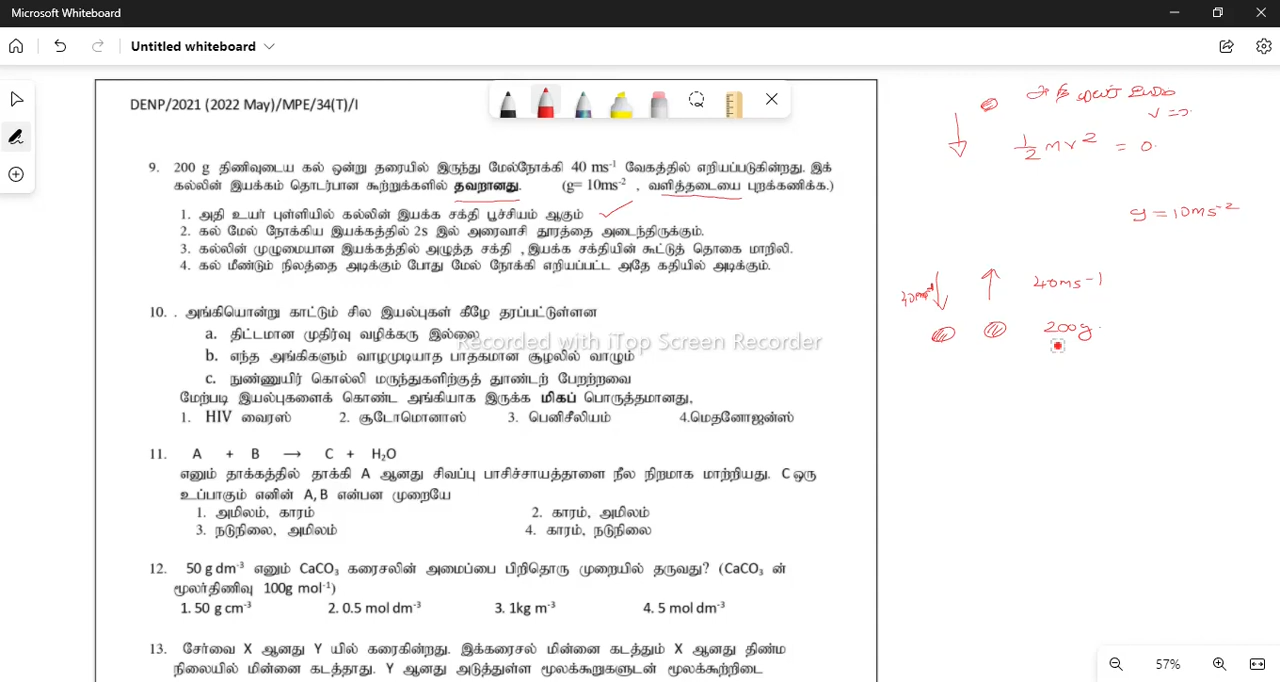 Microsoft Whiteboard
Untitled whiteboard
DENP/2021 (2022 May)/MPE/34(T)/I
9. 200 g திணிவுடைய கல் ஒன்று தரையில் இருந்து மேல்நோக்கி 40 ms⁻¹ வேகத்தில் எறியப்படுகின்றது. இக்
கல்லின் இயக்கம் தொடர்பான கூற்றுக்களில் தவறானது. (g= 10ms⁻² , வளித்தடையை புறக்கணிக்க.)
1. அதி உயர் புள்ளியில் கல்லின் இயக்க சக்தி பூச்சியம் ஆகும்
2. கல் மேல் நோக்கிய இயக்கத்தில் 2s இல் அரைவாசி தூரத்தை அடைந்திருக்கும்.
3. கல்லின் முழுமையான இயக்கத்தில் அழுத்த சக்தி , இயக்க சக்தியின் கூட்டுத் தொகை மாறிலி.
4. கல் மீண்டும் நிலத்தை அடிக்கும் போது மேல் நோக்கி எறியப்பட்ட அதே கதியில் அடிக்கும்.
10. . அங்கியொன்று காட்டும் சில இயல்புகள் கீழே தரப்பட்டுள்ளன
a. திட்டமான முதிர்வு வழிக்கரு இல்லை
b. எந்த அங்கிகளும் வாழமுடியாத பாதகமான சூழலில் வாழும்
c. நுண்ணுயிர் கொல்லி மருந்துகளிற்குத் தூண்டற் பேறற்றவை
மேற்படி இயல்புகளைக் கொண்ட அங்கியாக இருக்க மிகப் பொருத்தமானது,
1. HIV வைரஸ் 2. சூடோமொனாஸ் 3. பெனிசீலியம் 4.மெதனோஜன்ஸ்
11. A + B → C + H₂O
எனும் தாக்கத்தில் தாக்கி A ஆனது சிவப்பு பாசிச்சாயத்தாளை நீல நிறமாக மாற்றியது. C ஒரு
உப்பாகும் எனின் A, B என்பன முறையே
1. அமிலம், காரம் 2. காரம், அமிலம்
3. நடுநிலை, அமிலம் 4. காரம், நடுநிலை
12. 50 g dm⁻³ எனும் CaCO₃ கரைசலின் அமைப்பை பிறிதொரு முறையில் தருவது? (CaCO₃ ன்
மூலர்திணிவு 100g mol⁻¹)
1. 50 g cm⁻³ 2. 0.5 mol dm⁻³ 3. 1kg m⁻³ 4. 5 mol dm⁻³
13. சேர்வை X ஆனது Y யில் கரைகின்றது. இக்கரைசல் மின்னை கடத்தும் X ஆனது திண்ம
நிலையில் மின்னை கடத்தாது. Y ஆனது அடுத்துள்ள மூலக்கூறுகளுடன் மூலக்கூற்றிடை
Recorded with iTop Screen Recorder
½ mv² = 0
g = 10ms⁻²
40ms⁻¹
40ms-1
200g
57%